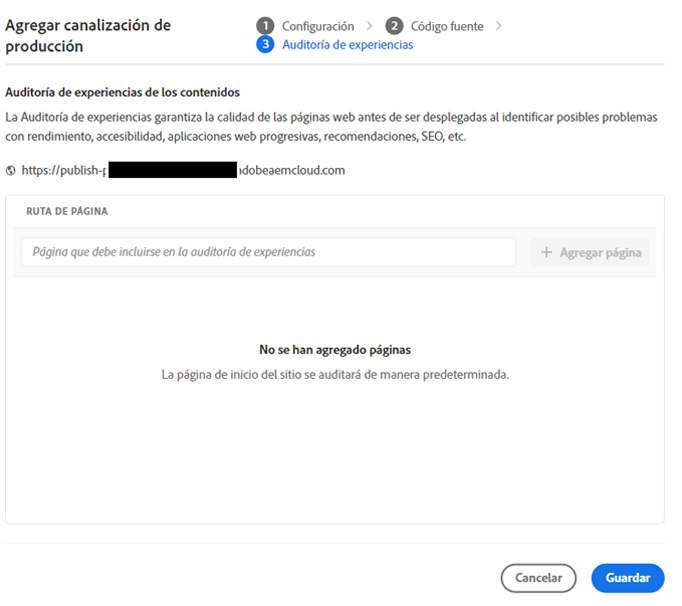 Agregar canalización de
producción
1 Configuración > 2 Código fuente >
3 Auditoría de experiencias
Auditoría de experiencias de los contenidos
La Auditoría de experiencias garantiza la calidad de las páginas web antes de ser desplegadas al identificar posibles problemas
con rendimiento, accesibilidad, aplicaciones web progresivas, recomendaciones, SEO, etc.
https://publish-p dobeaemcloud.com
RUTA DE PÁGINA
Página que debe incluirse en la auditoría de experiencias
+ Agregar página
No se han agregado páginas
La página de inicio del sitio se auditará de manera predeterminada.
Cancelar
Guardar